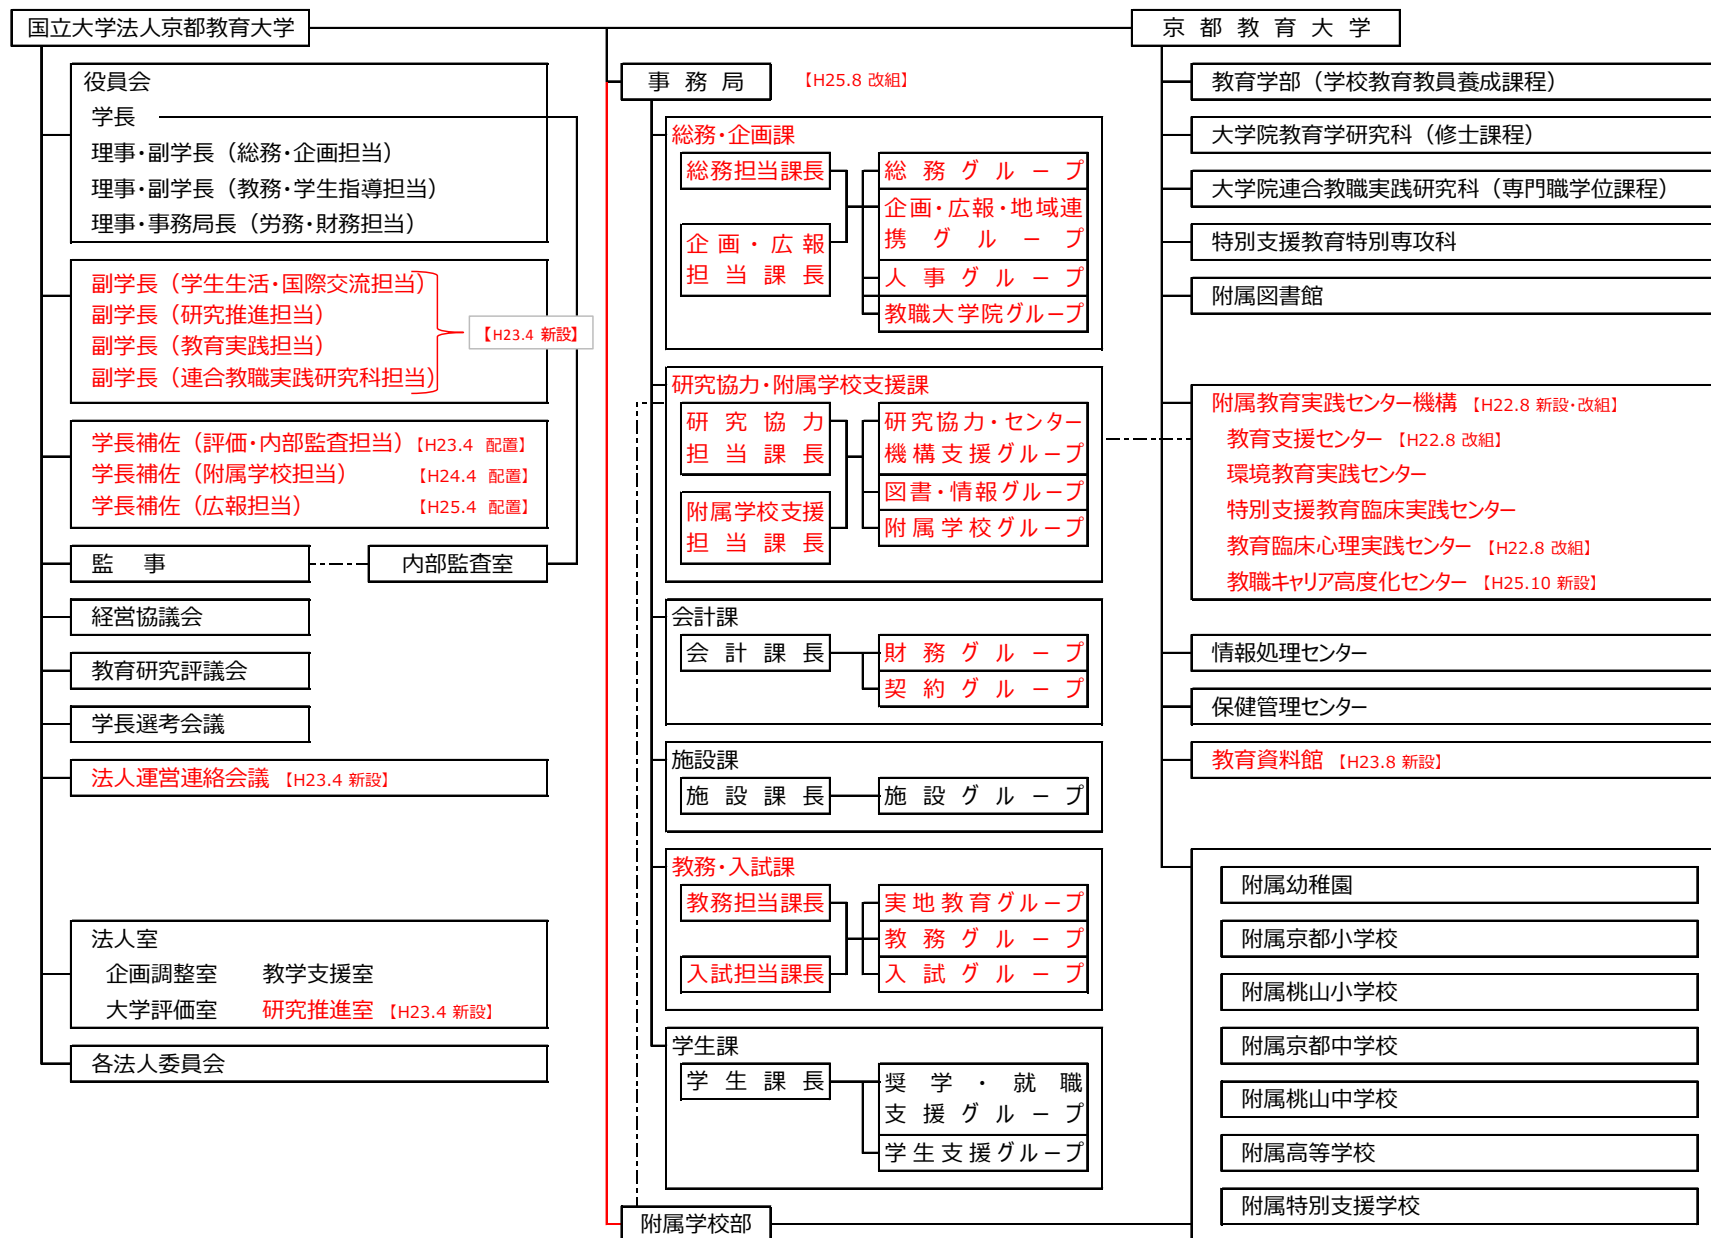 国立大学法人京都教育大学
役員会
学長
理事・副学長（総務・企画担当）
理事・副学長（教務・学生指導担当）
理事・事務局長（労務・財務担当）
副学長（学生生活・国際交流担当）
副学長（研究推進担当）
副学長（教育実践担当）
副学長（連合教職実践研究科担当）
【H23.4 新設】
学長補佐（評価・内部監査担当）【H23.4 配置】
学長補佐（附属学校担当）【H24.4 配置】
学長補佐（広報担当）【H25.4 配置】
監事
内部監査室
経営協議会
教育研究評議会
学長選考会議
法人運営連絡会議【H23.4 新設】
法人室
企画調整室 教学支援室
大学評価室 研究推進室【H23.4 新設】
各法人委員会
事務局 【H25.8 改組】
総務・企画課
総務担当課長
企画・広報
担当課長
総務グループ
企画・広報・地域連
携グループ
人事グループ
教職大学院グループ
研究協力・附属学校支援課
研究協力
担当課長
附属学校支援
担当課長
研究協力・センター
機構支援グループ
図書・情報グループ
附属学校グループ
会計課
会計課長
財務グループ
契約グループ
施設課
施設課長
施設グループ
教務・入試課
教務担当課長
入試担当課長
実地教育グループ
教務グループ
入試グループ
学生課
学生課長
奨学・就職
支援グループ
学生支援グループ
附属学校部
京都教育大学
教育学部（学校教育教員養成課程）
大学院教育学研究科（修士課程）
大学院連合教職実践研究科（専門職学位課程）
特別支援教育特別専攻科
附属図書館
附属教育実践センター機構【H22.8 新設・改組】
教育支援センター【H22.8 改組】
環境教育実践センター
特別支援教育臨床実践センター
教育臨床心理実践センター【H22.8 改組】
教職キャリア高度化センター【H25.10 新設】
情報処理センター
保健管理センター
教育資料館【H23.8 新設】
附属幼稚園
附属京都小学校
附属桃山小学校
附属京都中学校
附属桃山中学校
附属高等学校
附属特別支援学校